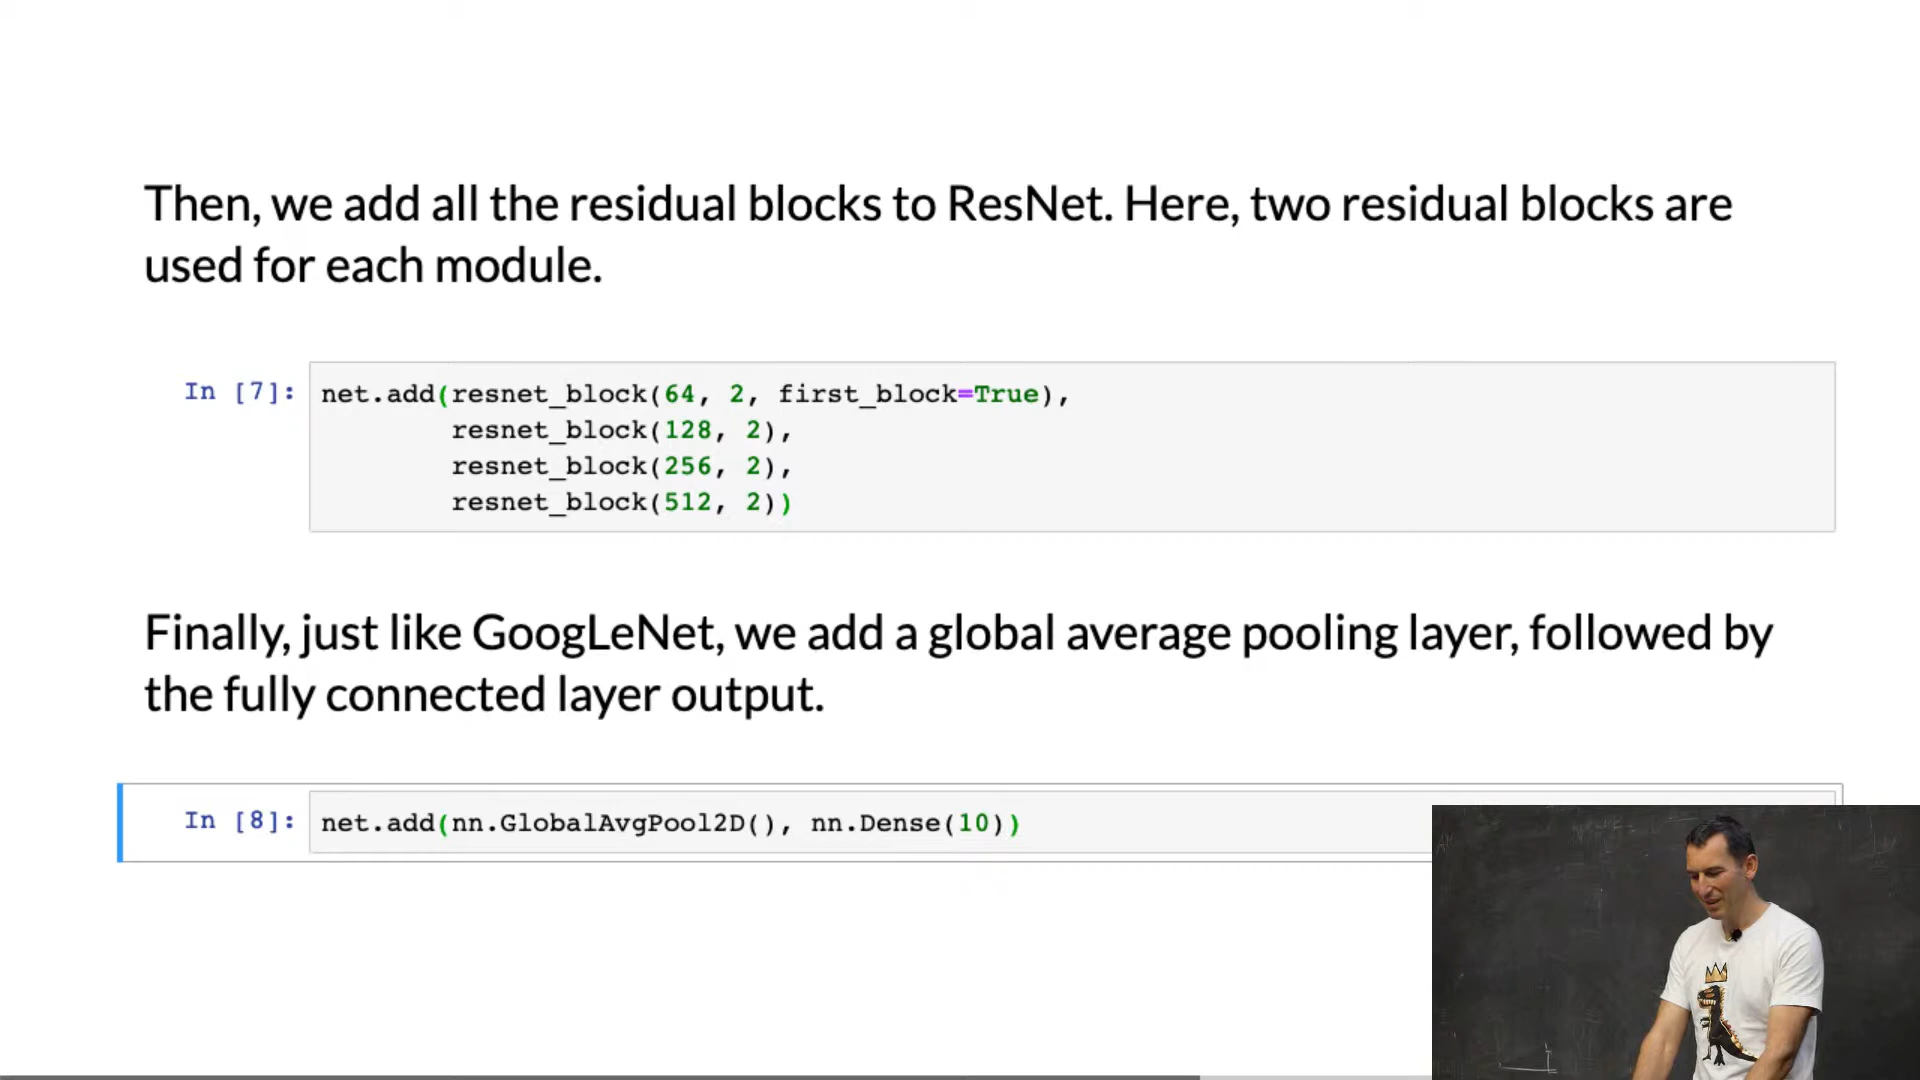 Then, we add all the residual blocks to ResNet. Here, two residual blocks are
used for each module.
In [7]: net.add(resnet_block(64, 2, first_block=True),
resnet_block(128, 2),
resnet_block(256, 2),
resnet_block(512, 2))
Finally, just like GoogLeNet, we add a global average pooling layer, followed by
the fully connected layer output.
In [8]: net.add(nn.GlobalAvgPool2D(), nn.Dense(10))